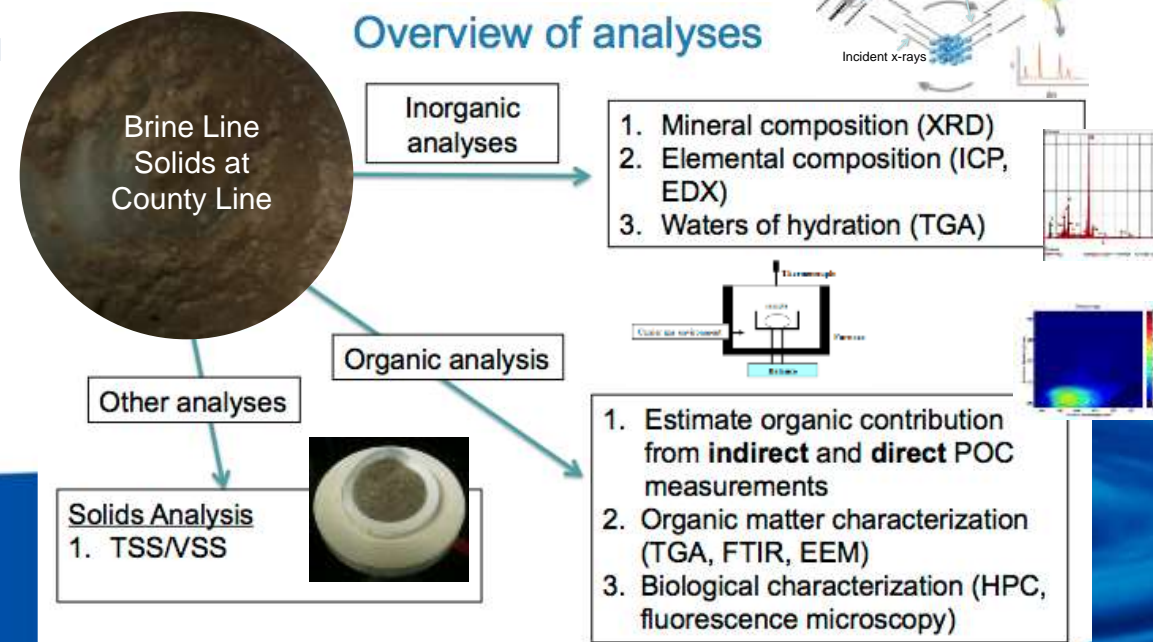 Overview of analyses
Incident x-rays
Brine Line
Solids at
County Line
Inorganic
analyses
1. Mineral composition (XRD)
2. Elemental composition (ICP,
EDX)
3. Waters of hydration (TGA)
Thermocouple
Furnace
Balance
Organic analysis
Other analyses
1. Estimate organic contribution
from indirect and direct POC
measurements
2. Organic matter characterization
(TGA, FTIR, EEM)
3. Biological characterization (HPC,
fluorescence microscopy)
Solids Analysis
1. TSS/VSS